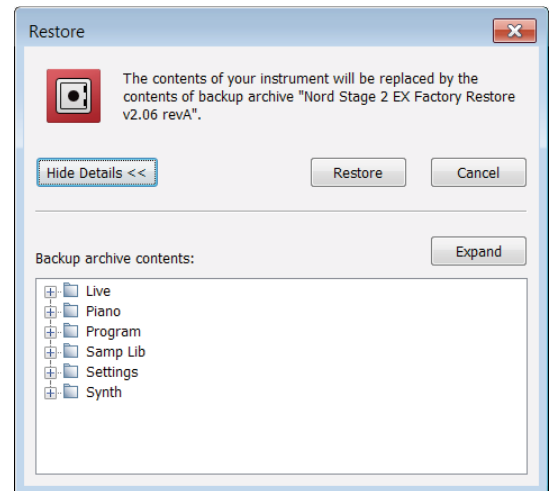 Restore
The contents of your instrument will be replaced by the
contents of backup archive "Nord Stage 2 EX Factory Restore
v2.06 revA".
Hide Details << Restore Cancel
Expand
Backup archive contents:
Live
Piano
Program
Samp Lib
Settings
Synth